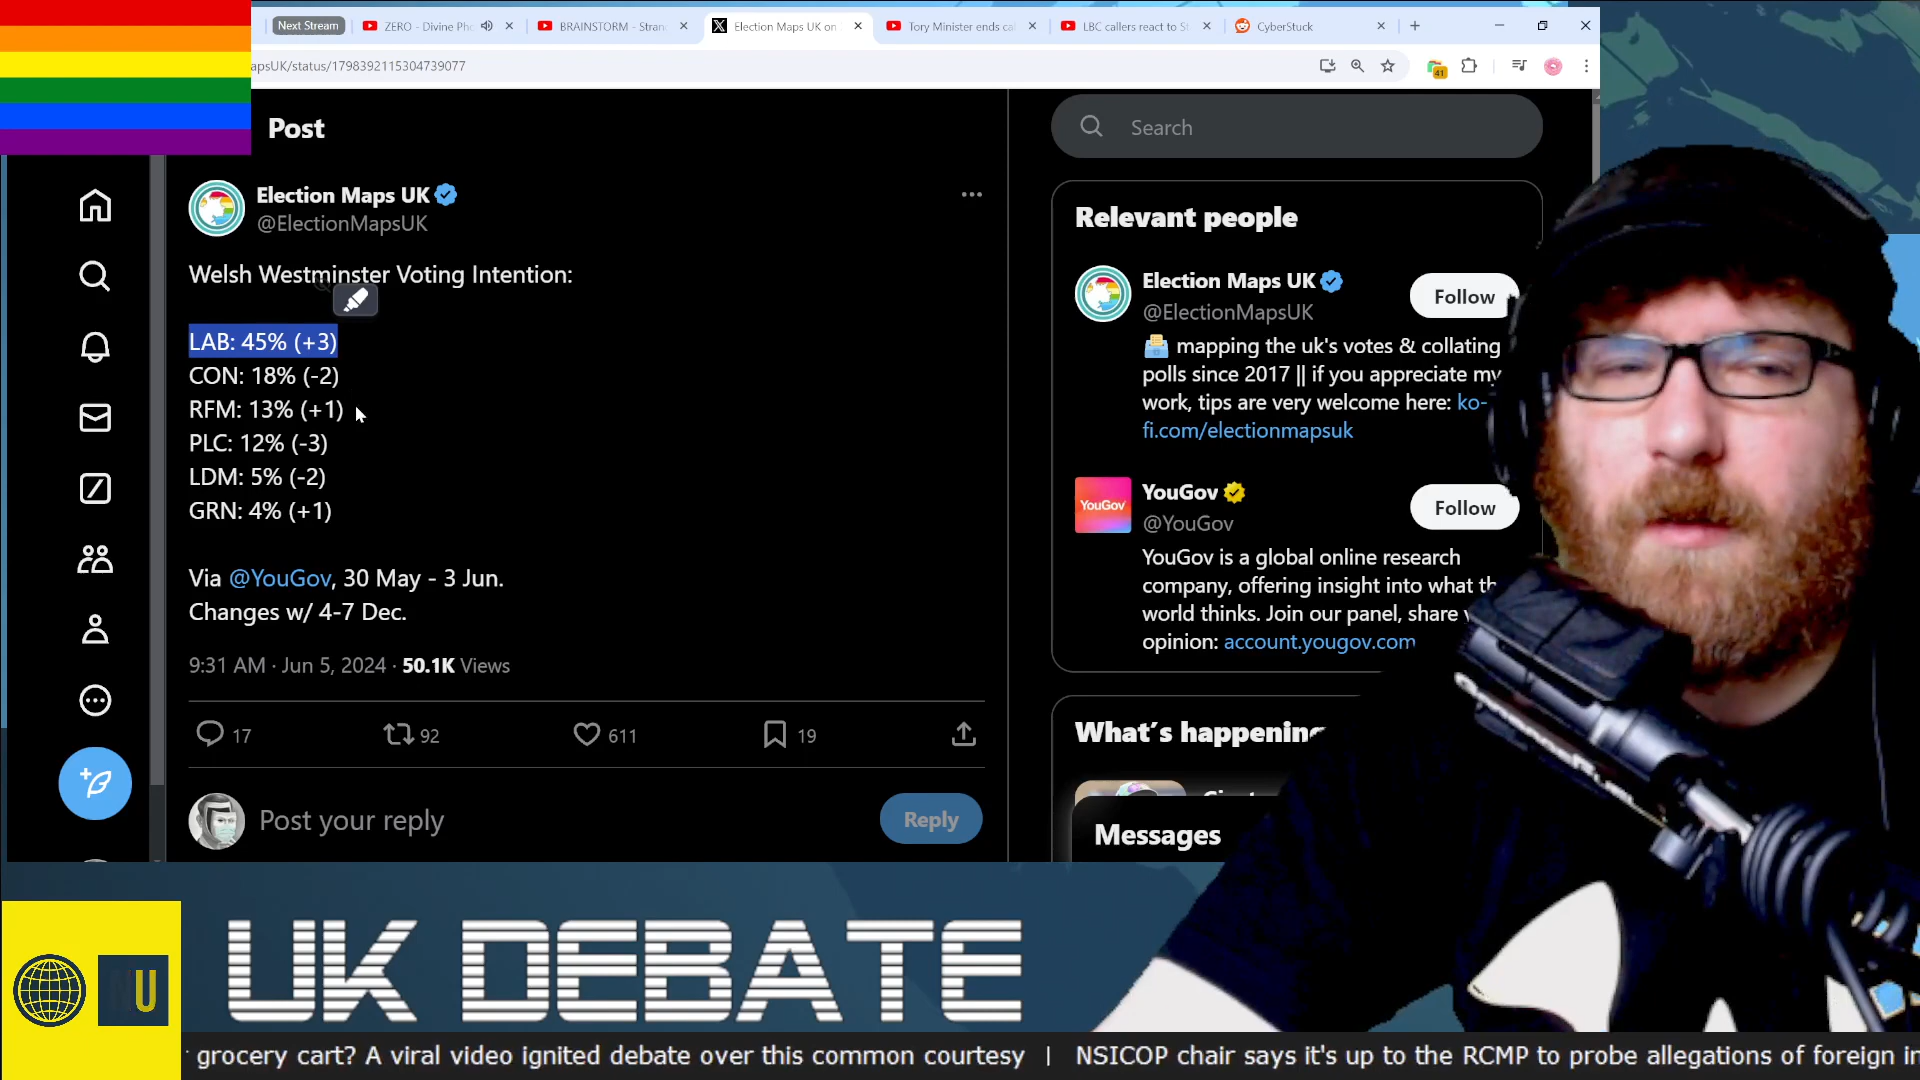 Next Stream
ZERO - Divine Pho
BRAINSTORM - Stran
Election Maps UK on
Tory Minister ends ca
LBC callers react to S
CyberStuck
apsUK/status/1798392115304739077
41
Post
Search
Election Maps UK
@ElectionMapsUK
Welsh Westminster Voting Intention:
LAB: 45% (+3)
CON: 18% (-2)
RFM: 13% (+1)
PLC: 12% (-3)
LDM: 5% (-2)
GRN: 4% (+1)
Via @YouGov, 30 May - 3 Jun.
Changes w/ 4-7 Dec.
9:31 AM · Jun 5, 2024 · 50.1K Views
17
92
611
19
Post your reply
Reply
Relevant people
Election Maps UK
Follow
@ElectionMapsUK
mapping the uk's votes & collating
polls since 2017 || if you appreciate my
work, tips are very welcome here: ko-
fi.com/electionmapsuk
YouGov
YouGov
Follow
@YouGov
YouGov is a global online research
company, offering insight into what th
world thinks. Join our panel, share y
opinion: account.yougov.com
What's happening
Messages
U
UK DEBATE
grocery cart? A viral video ignited debate over this common courtesy | NSICOP chair says it's up to the RCMP to probe allegations of foreign in